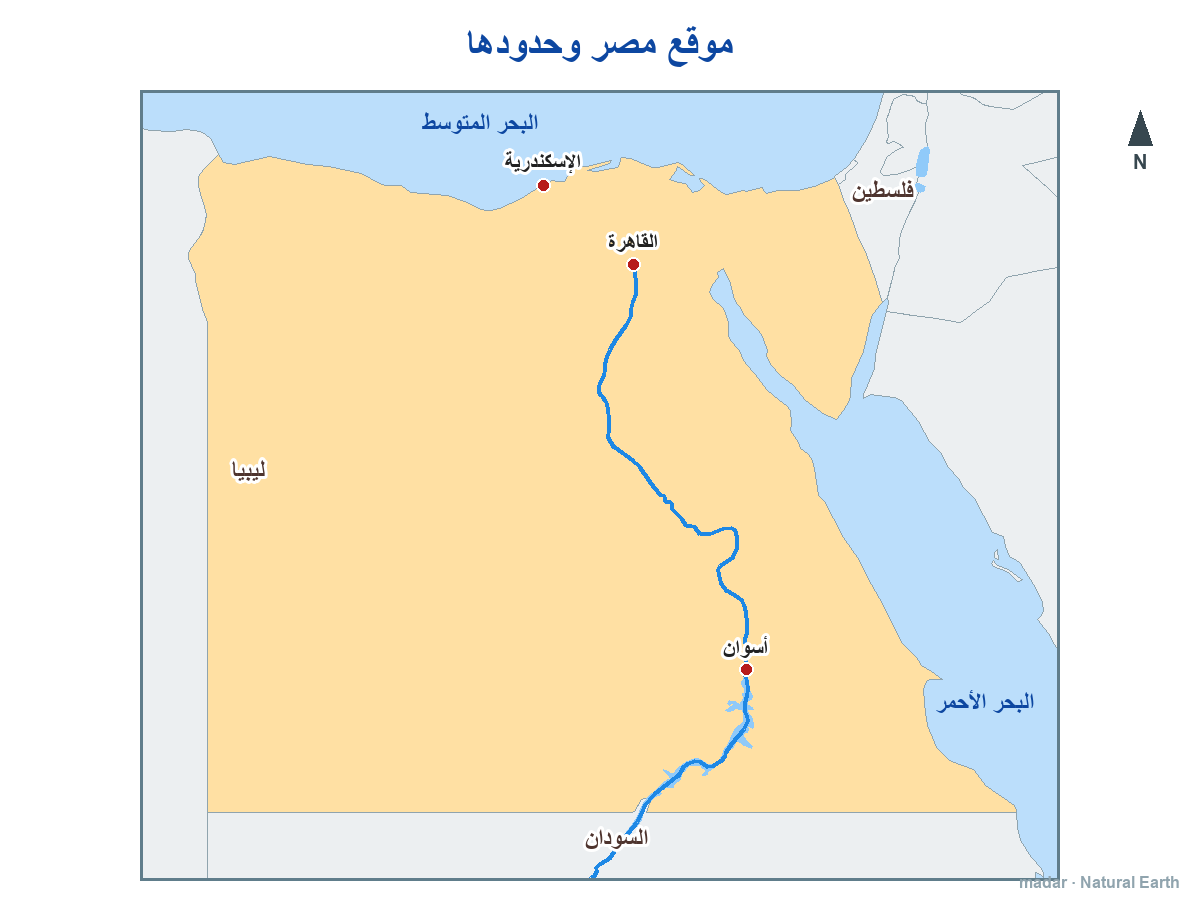 موقع مصر وحدودها
البحر المتوسط
الإسكندرية
فلسطين
القاهرة
ليبيا
أسوان
البحر الأحمر
السودان
N
madar · Natural Earth